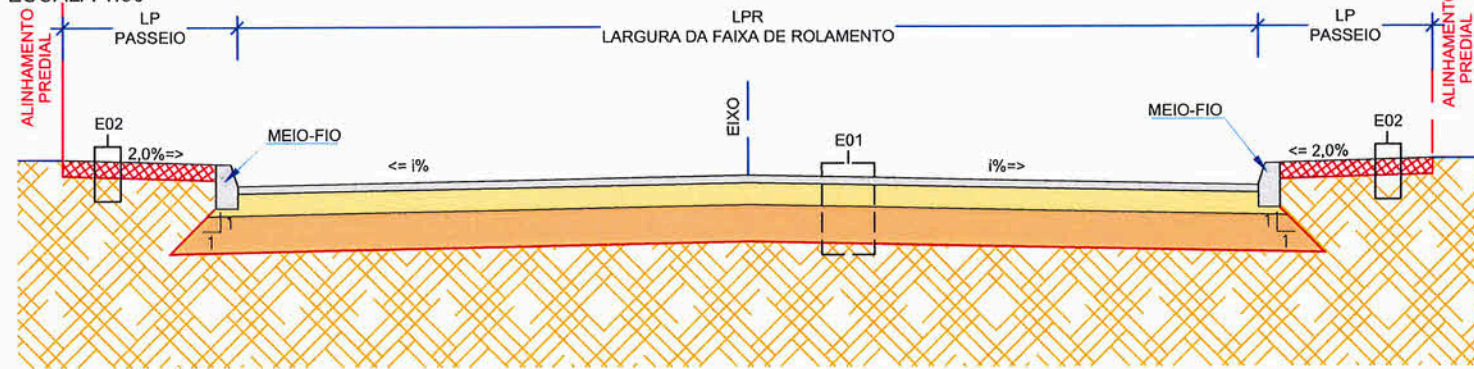 LP
PASSEIO
LPR
LARGURA DA FAIXA DE ROLAMENTO
LP
PASSEIO
ALINHAMENTO
PREDIAL
ALINHAMENTO
PREDIAL
EIXO
E02
2,0%=>
MEIO-FIO
<= i%
E01
i%=>
MEIO-FIO
<= 2,0%
E02
1
1
1
1